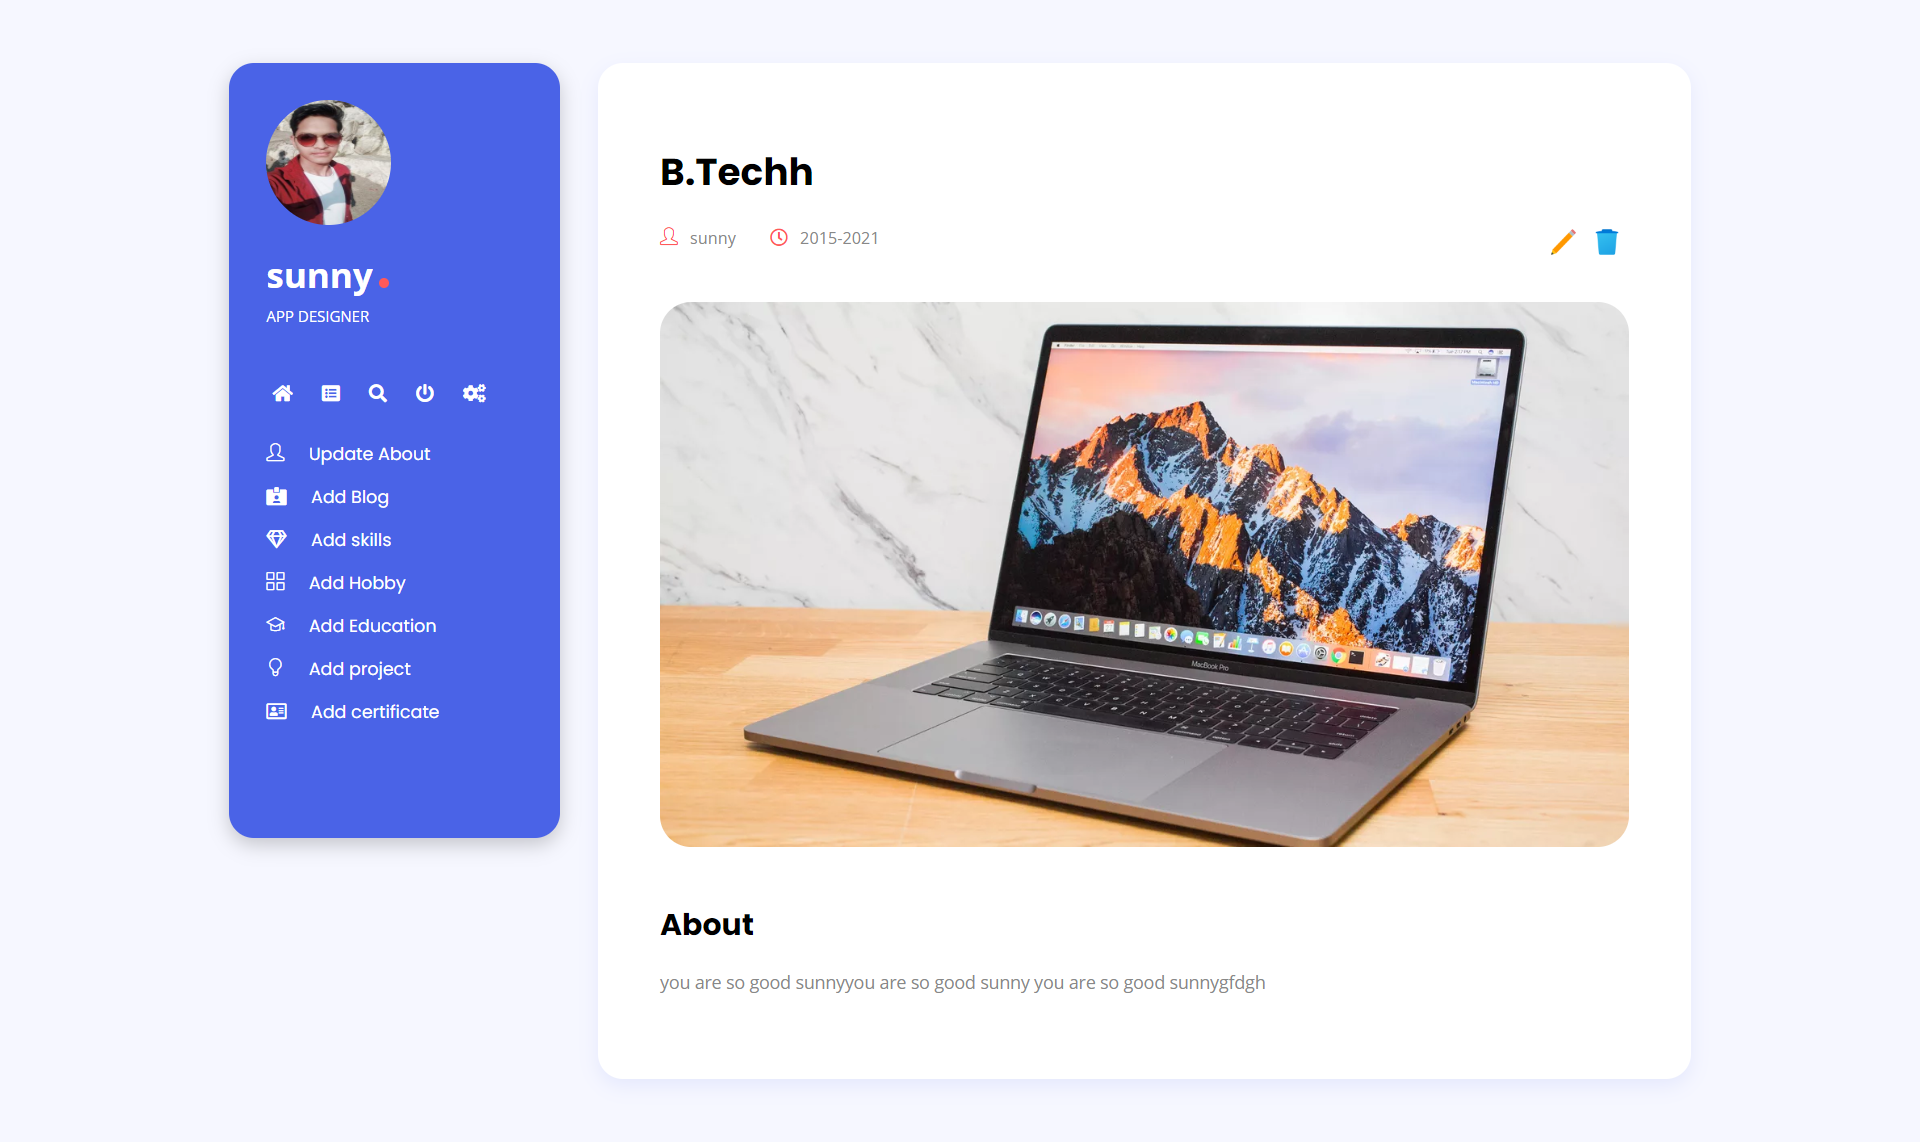 sunny.
APP DESIGNER
Update About
Add Blog
Add skills
Add Hobby
Add Education
Add project
Add certificate
B.Techh
sunny
2015-2021
MacBook Pro
About
you are so good sunnyyou are so good sunny you are so good sunnygfdgh